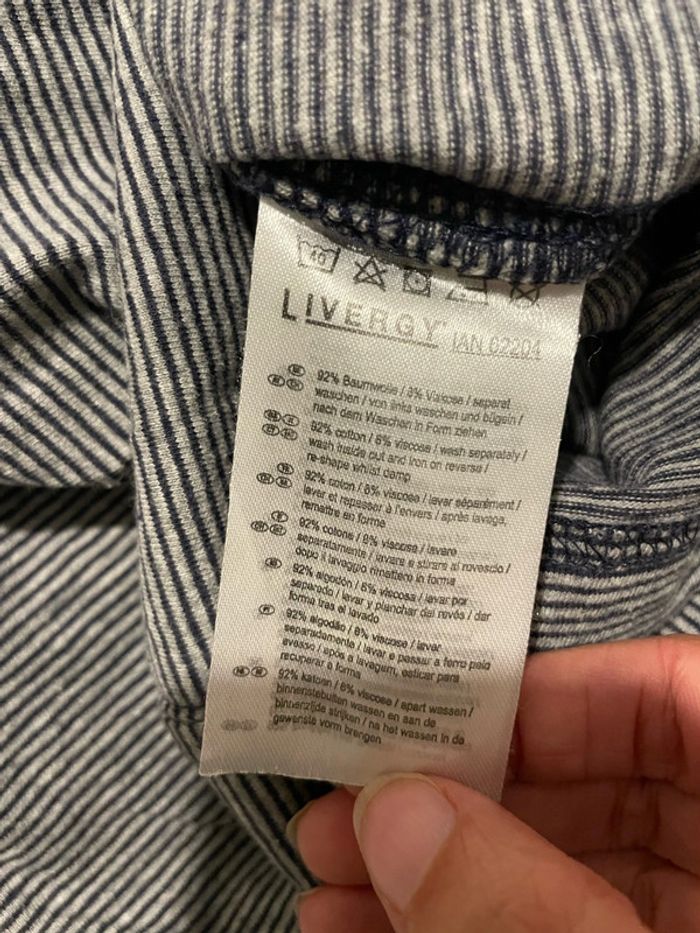 40
LIVERGY IAN 62204
92% Baumwolle / 8% Viskose / separat
waschen / von links waschen und bügeln /
nach dem Waschen in Form ziehen
92% cotton / 8% viscose / wash separately /
wash inside out and iron on reverse /
re-shape whilst damp
92% coton / 8% viscose / laver séparément /
laver et repasser à l'envers / après lavage,
remettre en forme
92% cotone / 8% viscosa / lavare
separatamente / lavare e stirare al rovescio /
dopo il lavaggio rimettere in forma
92% algodón / 8% viscosa / lavar por
separado / lavar y planchar del revés / dar
forma tras el lavado
92% algodão / 8% viscose / lavar
separadamente / lavar e passar a ferro pelo
avesso / após a lavagem, esticar para
recuperar a forma
92% katoen / 8% viscose / apart wassen /
binnenstebuiten wassen en aan de
binnenzijde strijken / na het wassen in de
gewenste vorm brengen